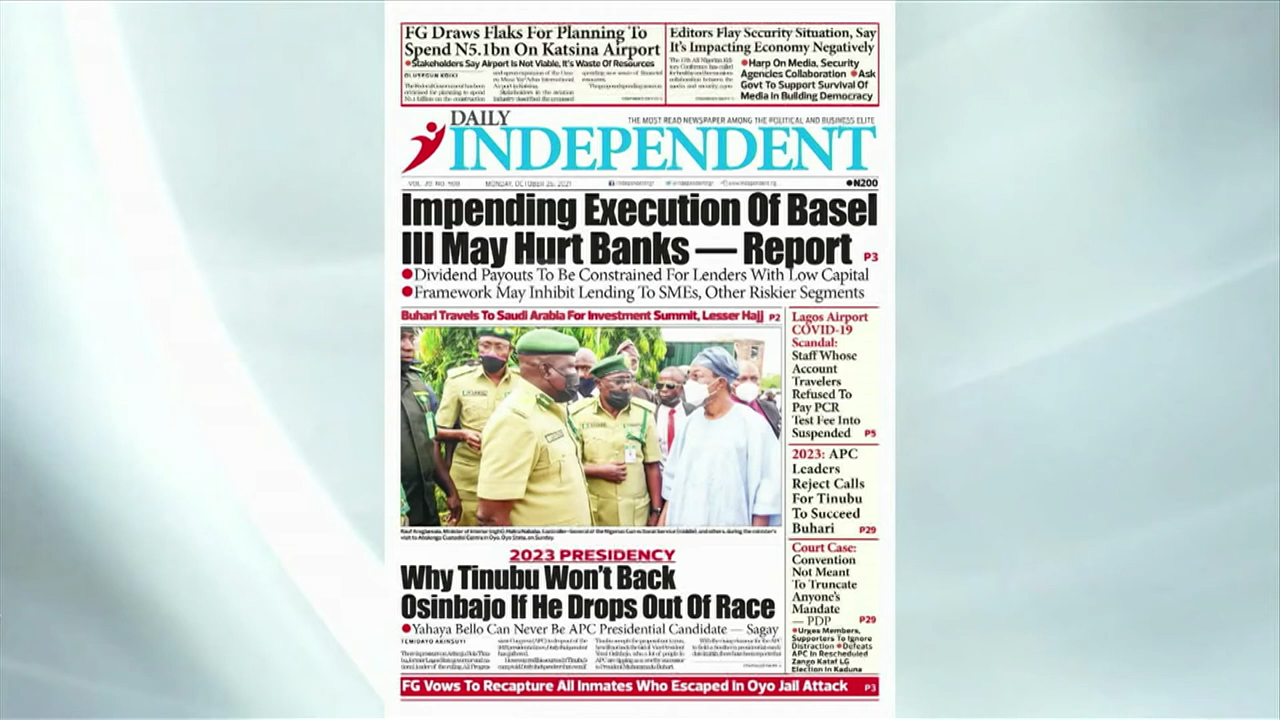 FG Draws Flaks For Planning To
Spend N5.1bn On Katsina Airport
Stakeholders Say Airport Is Not Viable, It's Waste Of Resources
OLUSEGUN KOIKI
Editors Flay Security Situation, Say
It's Impacting Economy Negatively
Harp On Media, Security
Agencies Collaboration ●Ask
Govt To Support Survival Of
Media In Building Democracy
DAILY
INDEPENDENT
THE MOST READ NEWSPAPER AMONG THE POLITICAL AND BUSINESS ELITE
MONDAY, OCTOBER 25, 2021
●N200
Impending Execution Of Basel
III May Hurt Banks — Report P3
●Dividend Payouts To Be Constrained For Lenders With Low Capital
●Framework May Inhibit Lending To SMEs, Other Riskier Segments
Buhari Travels To Saudi Arabia For Investment Summit, Lesser Hajj P2
Lagos Airport
COVID-19
Scandal:
Staff Whose
Account
Travelers
Refused To
Pay PCR
Test Fee Into
Suspended P5
2023: APC
Leaders
Reject Calls
For Tinubu
To Succeed
Buhari P29
Court Case:
Convention
Not Meant
To Truncate
Anyone's
Mandate
— PDP P29
●Urges Members,
Supporters To Ignore
Distraction ●Defeats
APC In Rescheduled
Zango Kataf LG
Election In Kaduna
2023 PRESIDENCY
Why Tinubu Won't Back
Osinbajo If He Drops Out Of Race
●Yahaya Bello Can Never Be APC Presidential Candidate — Sagay
TEMIDAYO AKINSUYI
FG Vows To Recapture All Inmates Who Escaped In Oyo Jail Attack P3